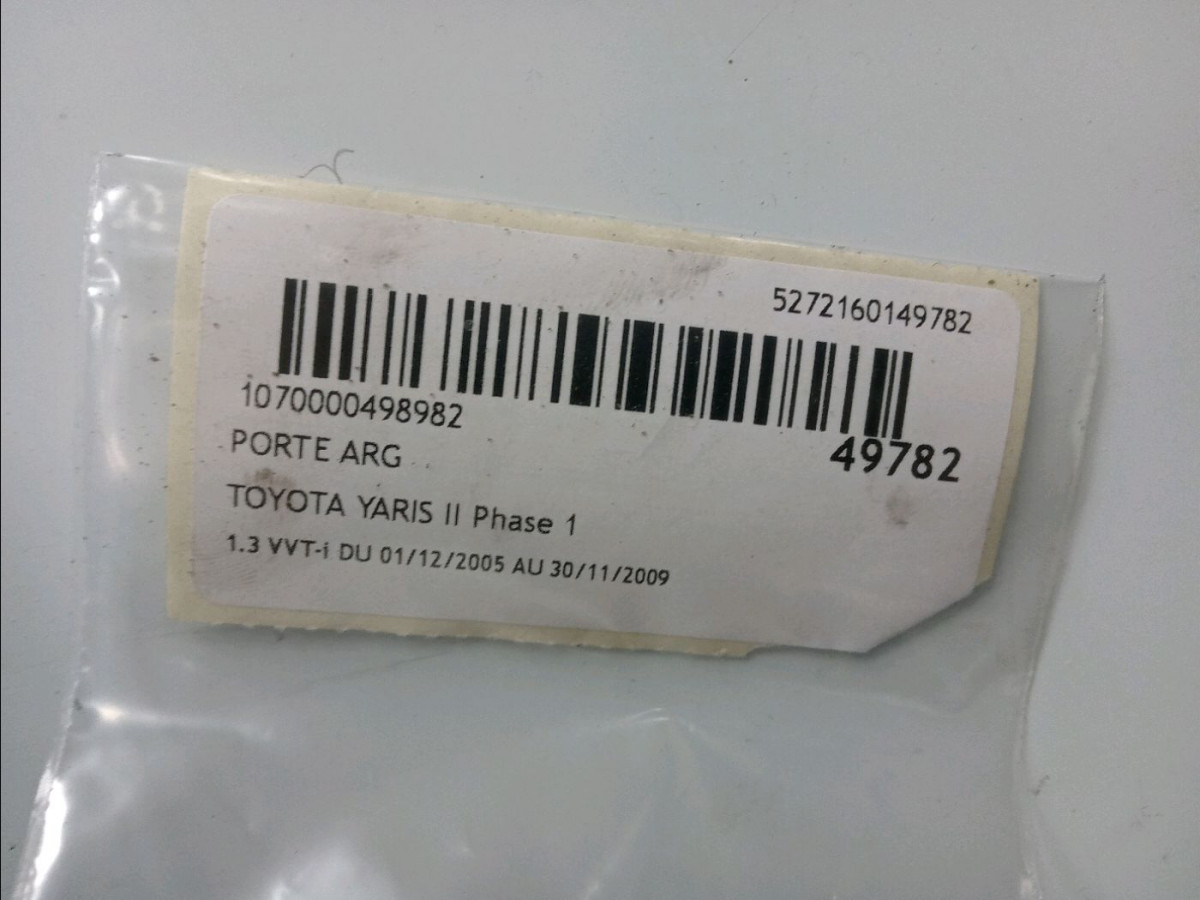 5272160149782
1070000498982
49782
PORTE ARG
TOYOTA YARIS II Phase 1
1.3 VVT-i DU 01/12/2005 AU 30/11/2009